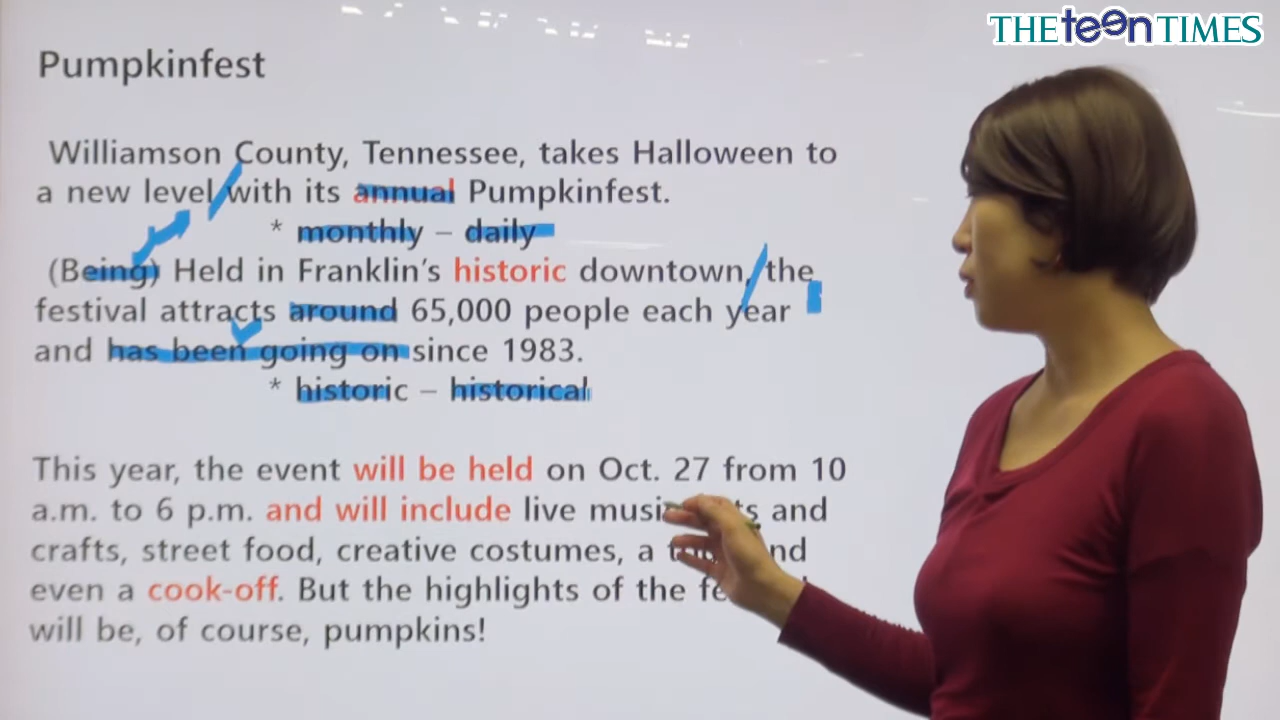 THE teen TIMES
Pumpkinfest
Williamson County, Tennessee, takes Halloween to
a new level with its annual Pumpkinfest.
* monthly – daily
(Being) Held in Franklin's historic downtown, the
festival attracts around 65,000 people each year
and has been going on since 1983.
* historic – historical
This year, the event will be held on Oct. 27 from 10
a.m. to 6 p.m. and will include live music and
crafts, street food, creative costumes, a and
even a cook-off. But the highlights of the
will be, of course, pumpkins!